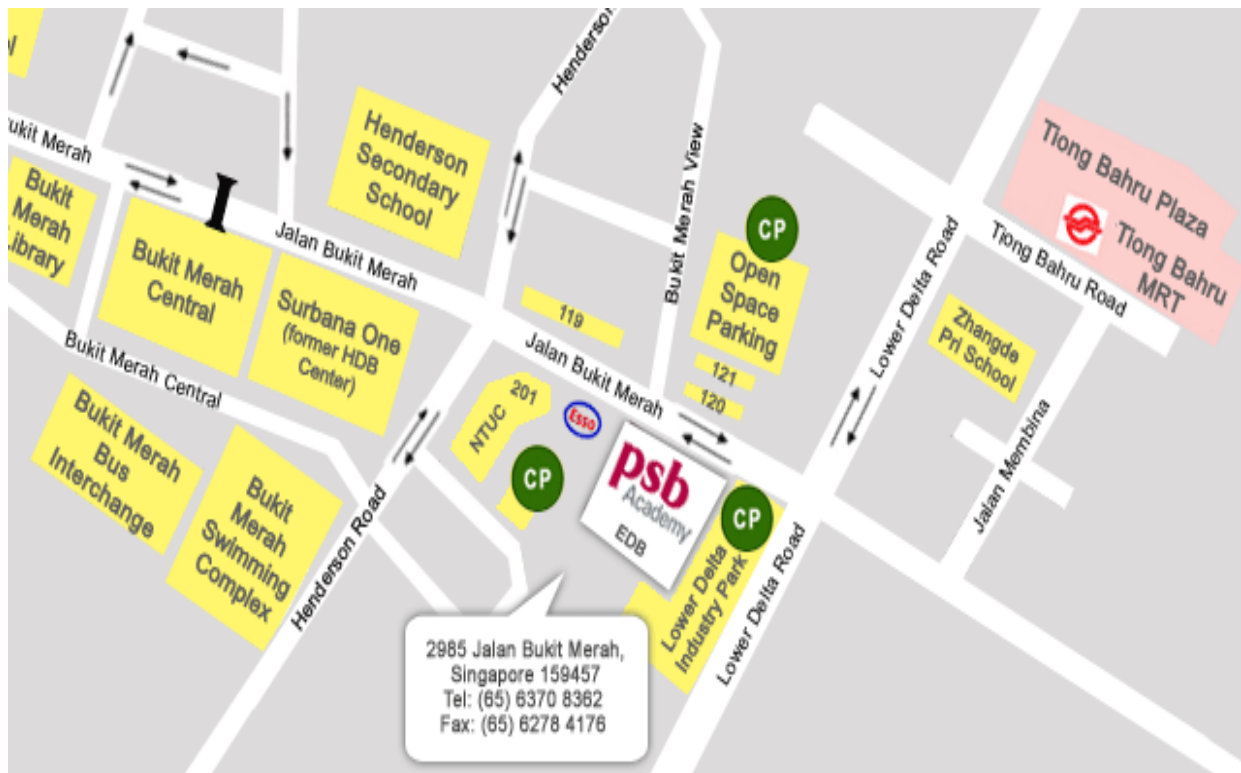 ol
Henderson
ukit Merah
Henderson
Secondary
School
Bukit Merah View
CP
Tiong Bahru Plaza
Tiong Bahru
MRT
Tiong Bahru Road
Bukit
Merah
Library
Bukit Merah
Central
Jalan Bukit Merah
Surbana One
(former HDB
Center)
119
Open
Space
Parking
121
120
Lower Delta Road
Zhangde
Pri School
Bukit Merah Central
Jalan Bukit Merah
201
NTUC
Esso
CP
psb
Academy
EDB
CP
Lower Delta
Industry Park
Lower Delta Road
Jalan Membina
Bukit Merah
Bus
Interchange
Bukit
Merah
Swimming
Complex
Henderson Road
2985 Jalan Bukit Merah,
Singapore 159457
Tel: (65) 6370 8362
Fax: (65) 6278 4176